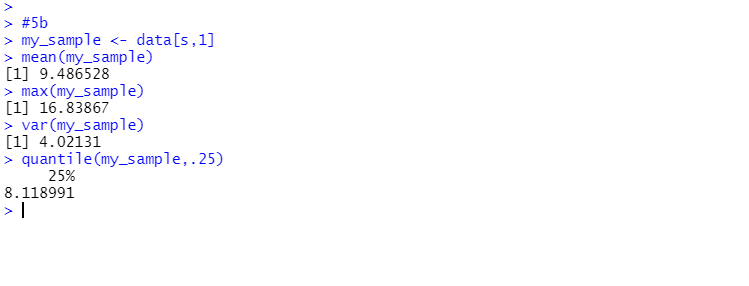 >
> #5b
> my_sample <- data[s,1]
> mean(my_sample)
[1] 9.486528
> max(my_sample)
[1] 16.83867
> var(my_sample)
[1] 4.02131
> quantile(my_sample,.25)
     25%
8.118991
>